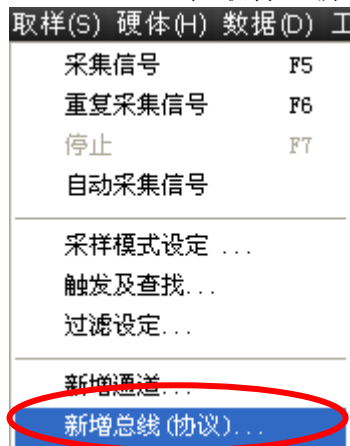 取样(S) 硬体(H) 数据(D) 工
采集信号 F5
重复采集信号 F6
停止 F7
自动采集信号
采样模式设定 ...
触发及查找...
过滤设定...
新增通道...
新增总线(协议)...